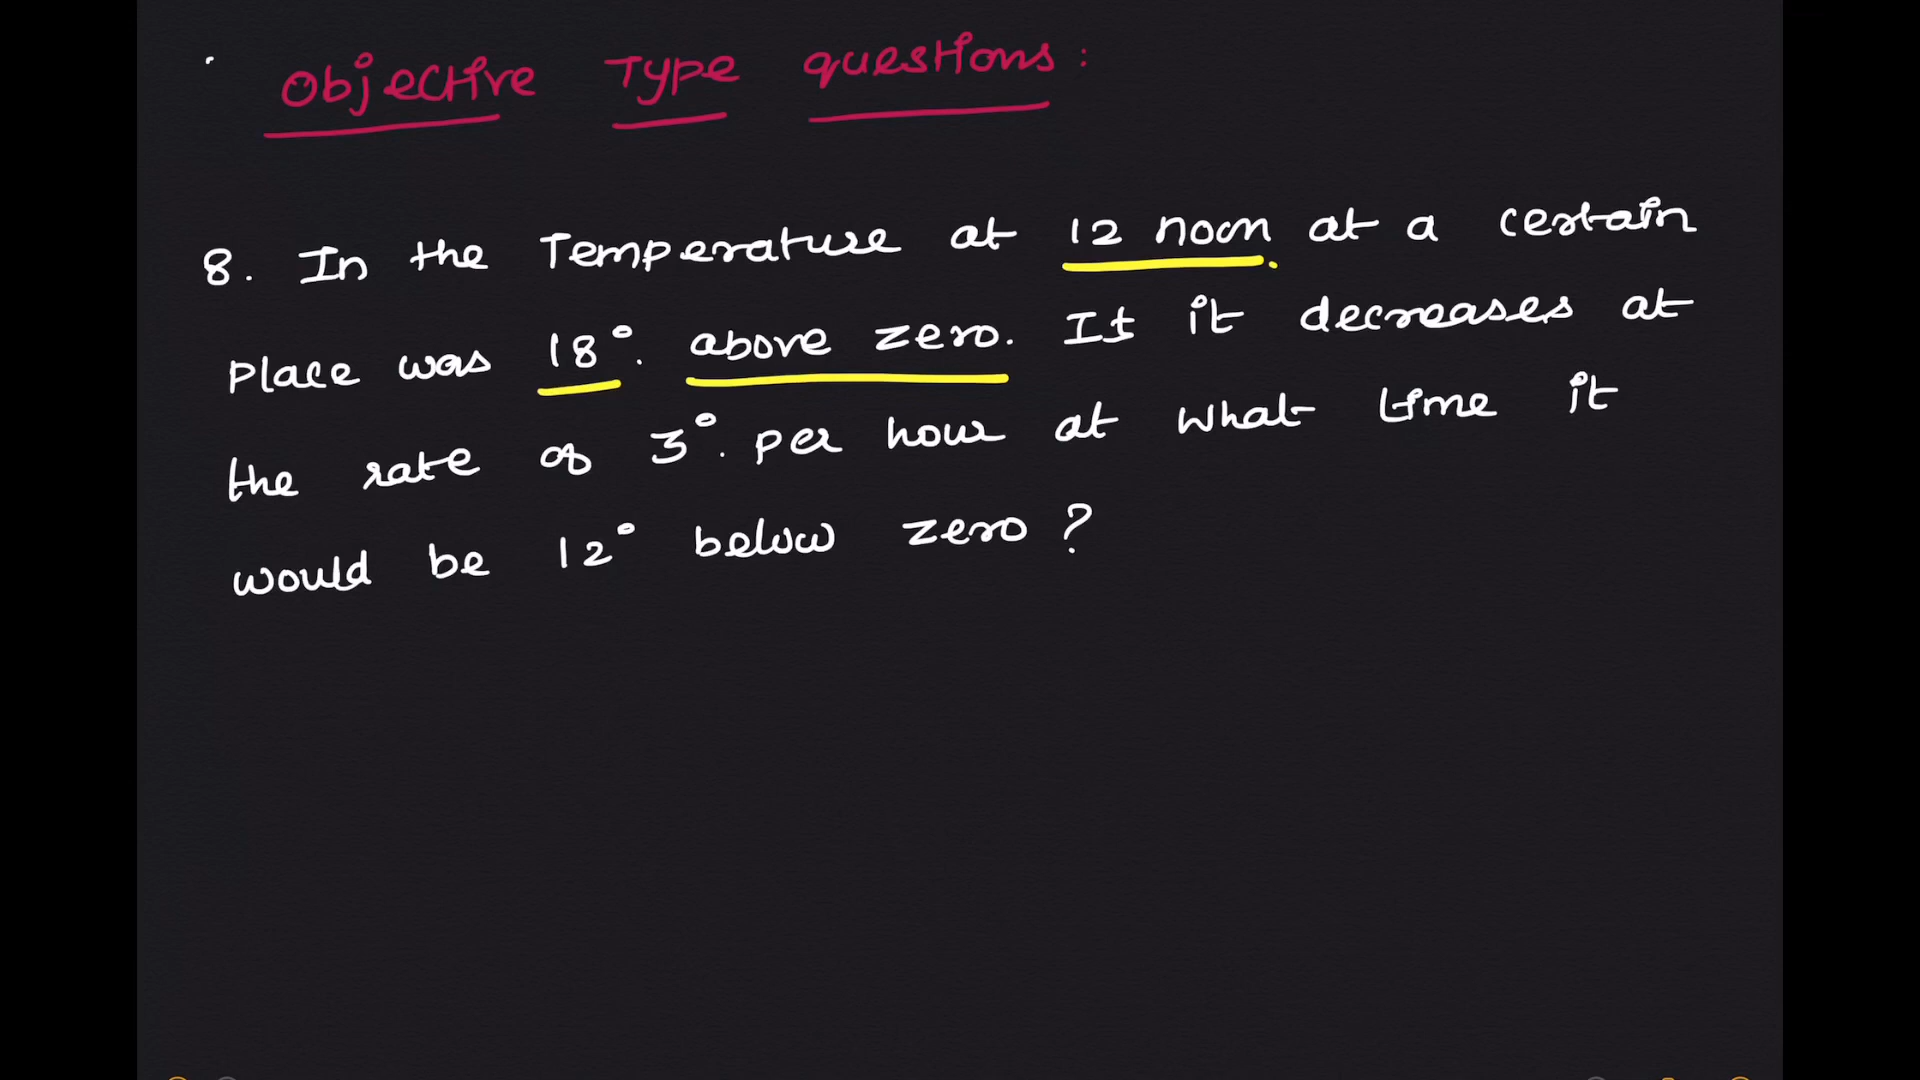 Objective Type questions:
8. In the Temperature at 12 noon at a certain
place was 18°. above zero. If it decreases at
the rate of 3°. per hour at what time it
would be 12° below zero?